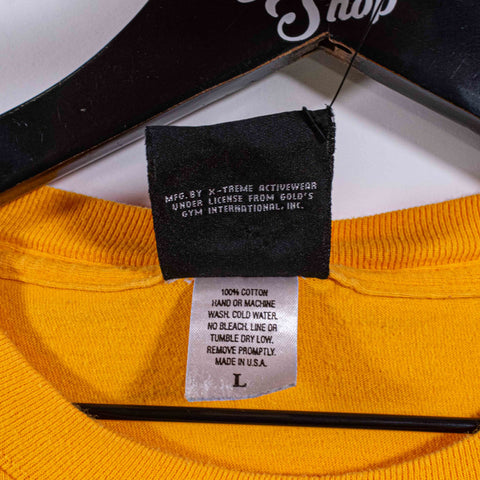 Shop
MFG. BY X-TREME ACTIVEWEAR
UNDER LICENSE FROM GOLD'S
GYM INTERNATIONAL, INC.
100% COTTON
HAND OR MACHINE
WASH. COLD WATER.
NO BLEACH. LINE OR
TUMBLE DRY LOW.
REMOVE PROMPTLY.
MADE IN U.S.A.
L